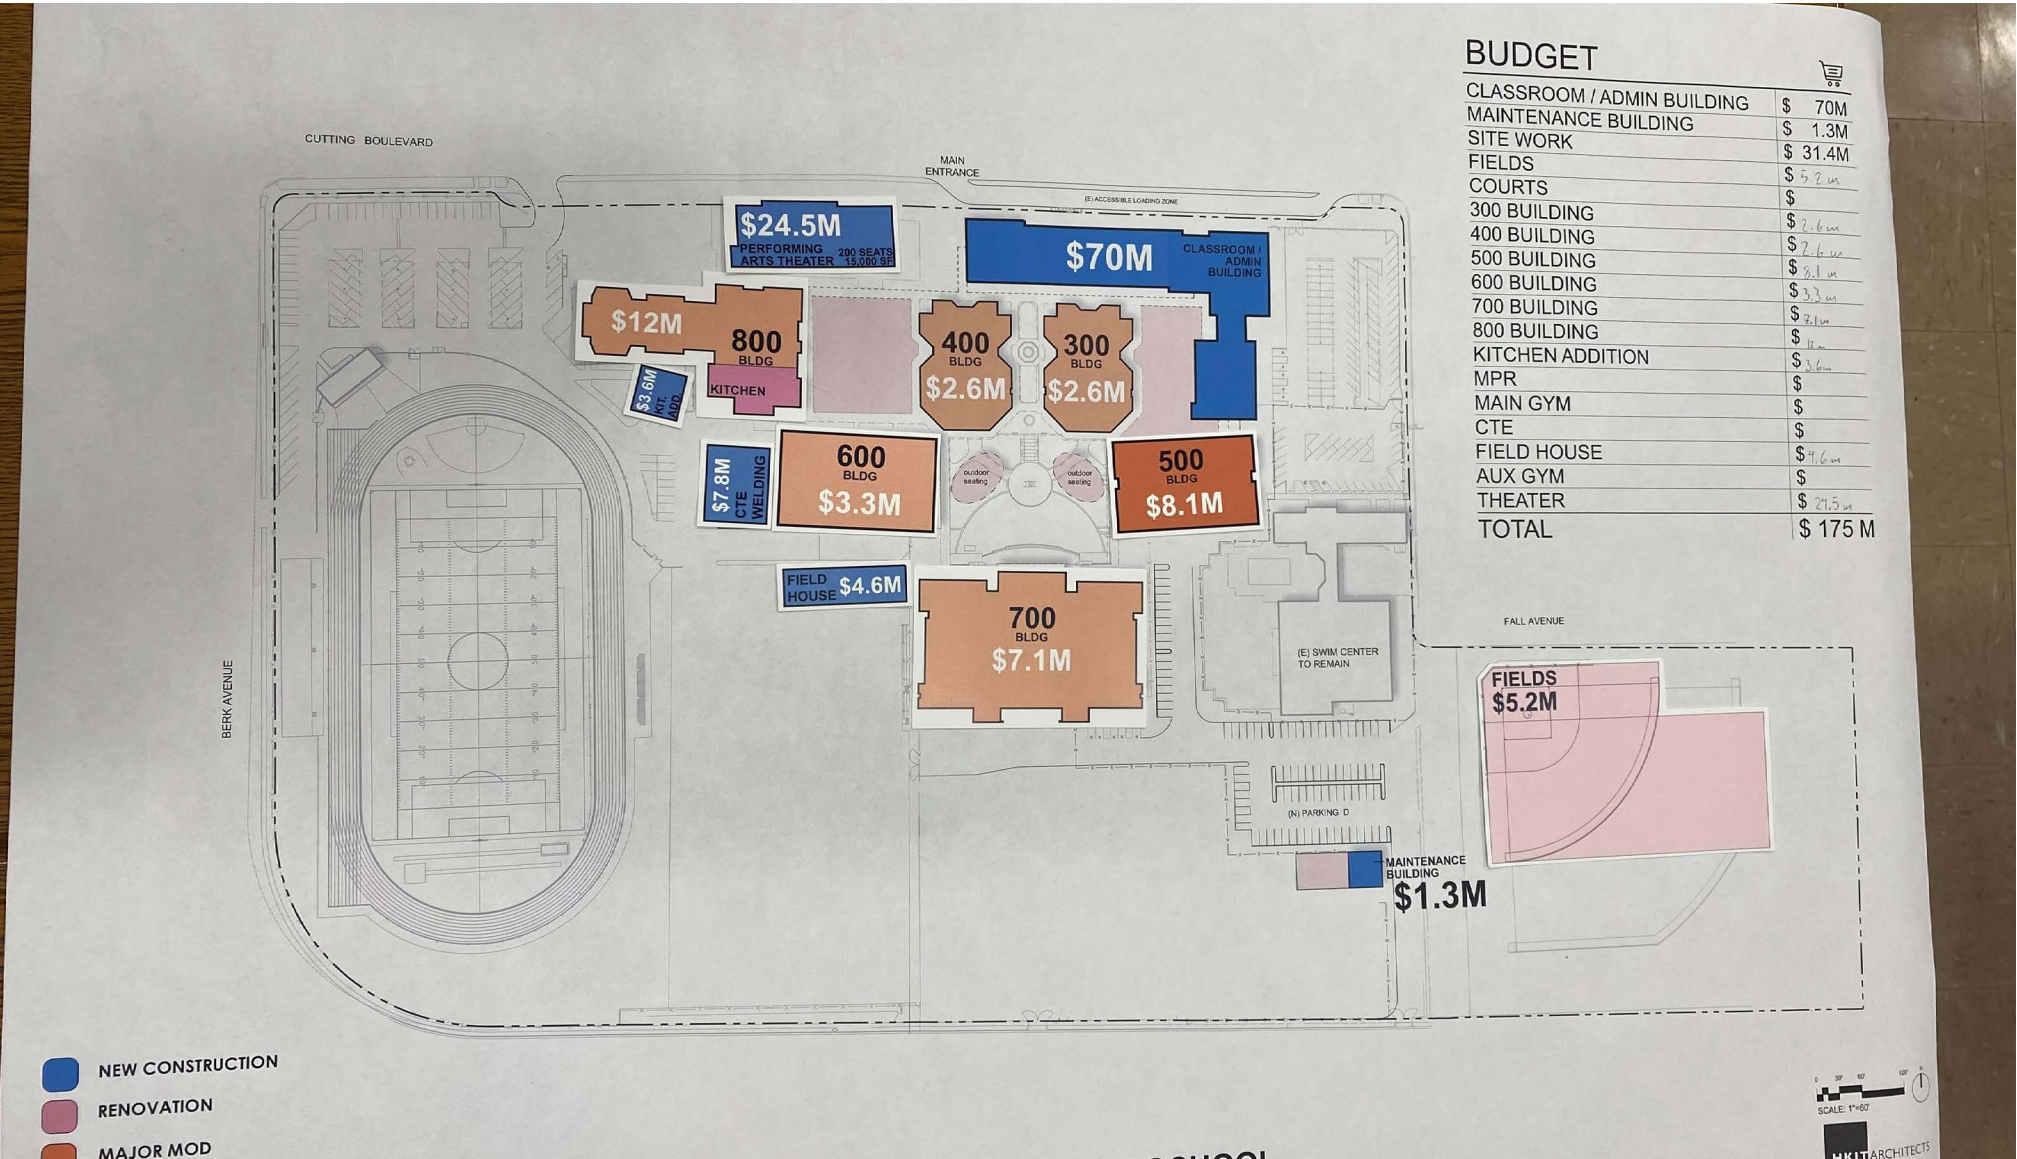 BUDGET
CLASSROOM / ADMIN BUILDING $ 70M
MAINTENANCE BUILDING $ 1.3M
SITE WORK $ 31.4M
FIELDS $ 5.2 m
COURTS $
300 BUILDING $ 2.6 m
400 BUILDING $ 2.6 m
500 BUILDING $ 8.1 m
600 BUILDING $ 3.3 m
700 BUILDING $ 7.1 m
800 BUILDING $ 12 m
KITCHEN ADDITION $ 3.6 m
MPR $
MAIN GYM $
CTE $
FIELD HOUSE $ 4.6 m
AUX GYM $
THEATER $ 24.5 m
TOTAL $ 175 M
CUTTING BOULEVARD
MAIN
ENTRANCE
(E) ACCESSIBLE LOADING ZONE
$24.5M
PERFORMING
ARTS THEATER
200 SEATS
15,000 SF
$70M
CLASSROOM /
ADMIN
BUILDING
$12M
800
BLDG
KITCHEN
$3.6M
KIT.
ADD.
400
BLDG
$2.6M
300
BLDG
$2.6M
$7.8M
CTE
WELDING
600
BLDG
$3.3M
outdoor
seating
outdoor
seating
500
BLDG
$8.1M
FIELD
HOUSE
$4.6M
700
BLDG
$7.1M
(E) SWIM CENTER
TO REMAIN
FALL AVENUE
FIELDS
$5.2M
BERK AVENUE
(N) PARKING D
MAINTENANCE
BUILDING
$1.3M
NEW CONSTRUCTION
RENOVATION
MAJOR MOD
SCHOOL
0 30' 60' 120'
SCALE: 1"=60'
HKIT ARCHITECTS